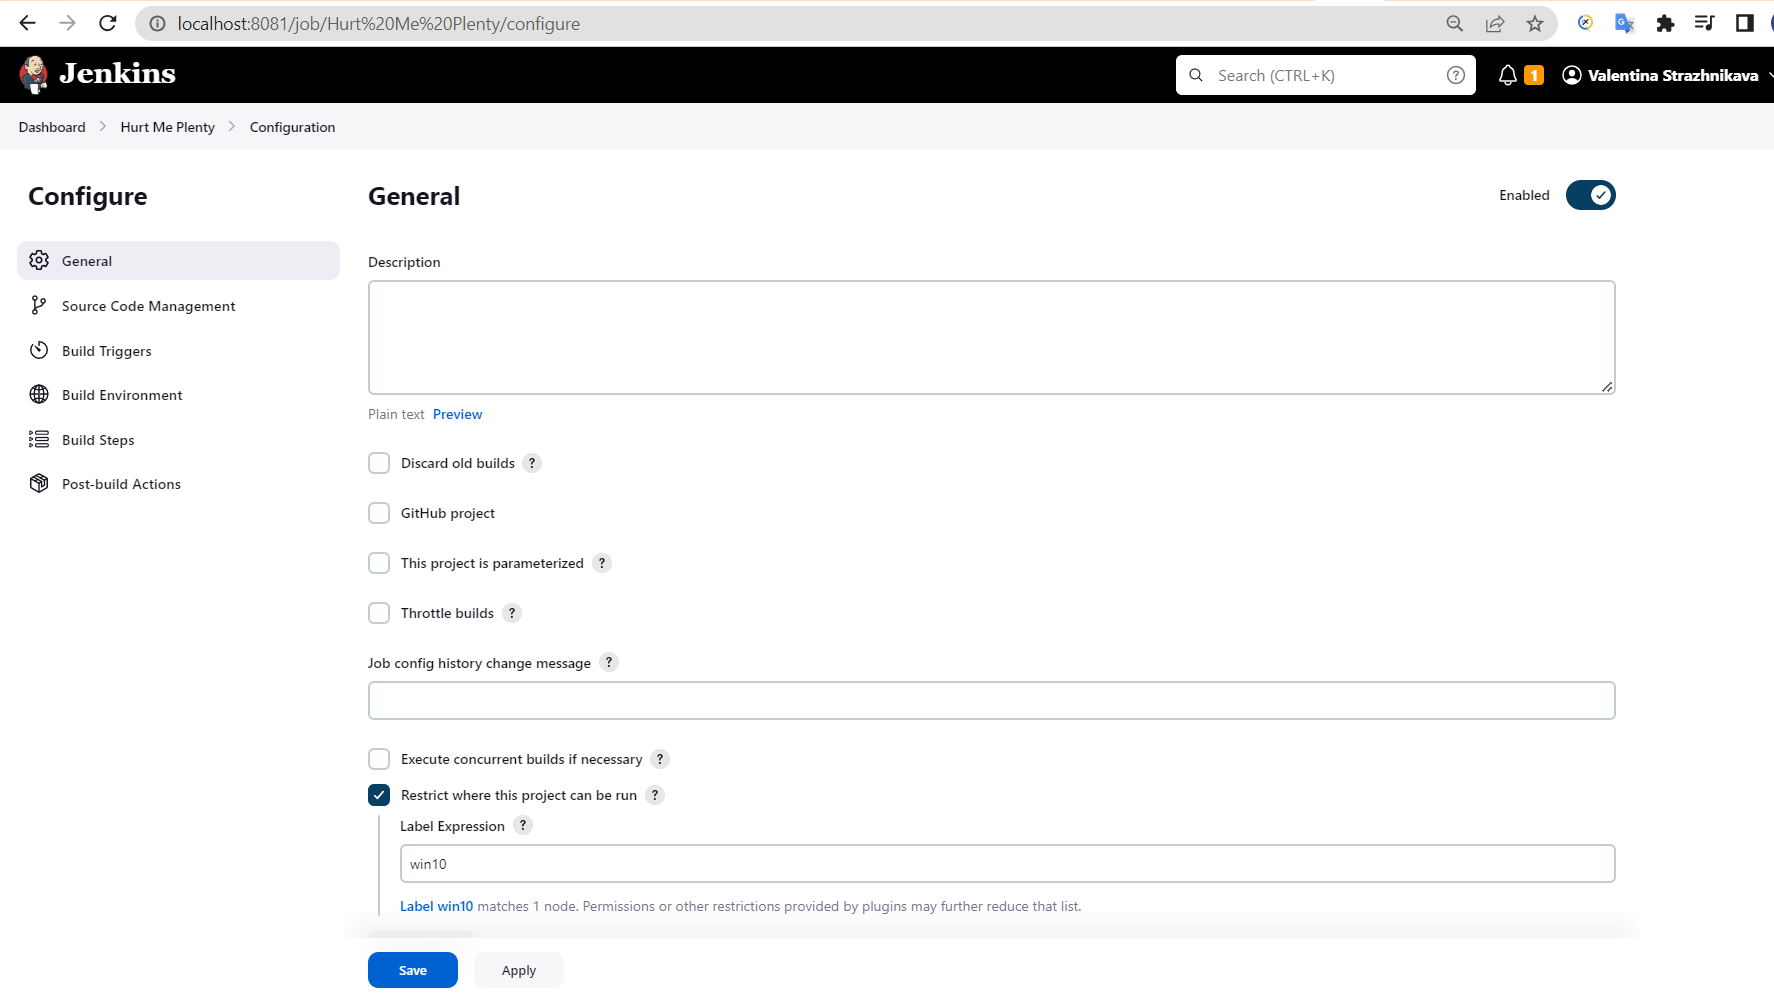 localhost:8081/job/Hurt%20Me%20Plenty/configure
Jenkins
Search (CTRL+K)
?
1
Valentina Strazhnikava
Dashboard > Hurt Me Plenty > Configuration
Configure
General
Source Code Management
Build Triggers
Build Environment
Build Steps
Post-build Actions
General
Enabled
Description
Plain text Preview
Discard old builds ?
GitHub project
This project is parameterized ?
Throttle builds ?
Job config history change message ?
Execute concurrent builds if necessary ?
Restrict where this project can be run ?
Label Expression ?
win10
Label win10 matches 1 node. Permissions or other restrictions provided by plugins may further reduce that list.
Save
Apply